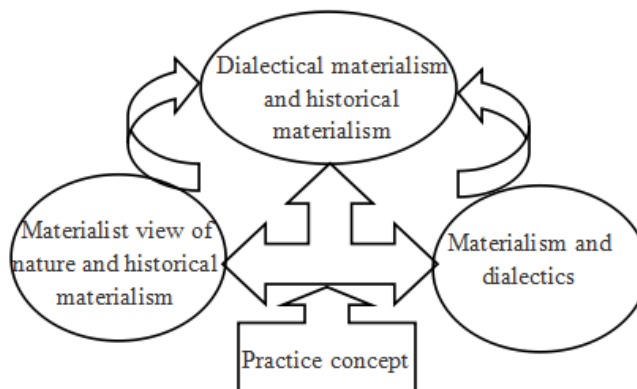 Dialectical materialism
and historical
materialism
Materialist view of
nature and historical
materialism
Materialism and
dialectics
Practice concept